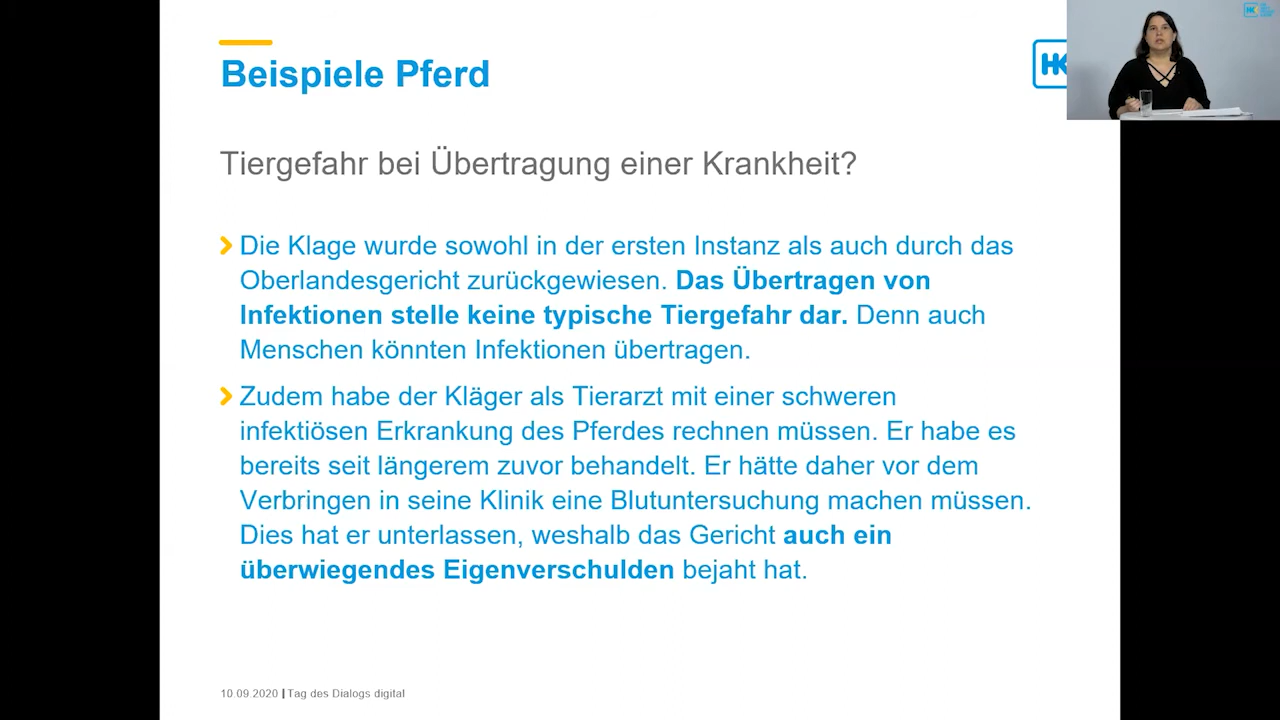 Beispiele Pferd
HK
Tiergefahr bei Übertragung einer Krankheit?
Die Klage wurde sowohl in der ersten Instanz als auch durch das
Oberlandesgericht zurückgewiesen. Das Übertragen von
Infektionen stelle keine typische Tiergefahr dar. Denn auch
Menschen könnten Infektionen übertragen.
Zudem habe der Kläger als Tierarzt mit einer schweren
infektiösen Erkrankung des Pferdes rechnen müssen. Er habe es
bereits seit längerem zuvor behandelt. Er hätte daher vor dem
Verbringen in seine Klinik eine Blutuntersuchung machen müssen.
Dies hat er unterlassen, weshalb das Gericht auch ein
überwiegendes Eigenverschulden bejaht hat.
10.09.2020 | Tag des Dialogs digital